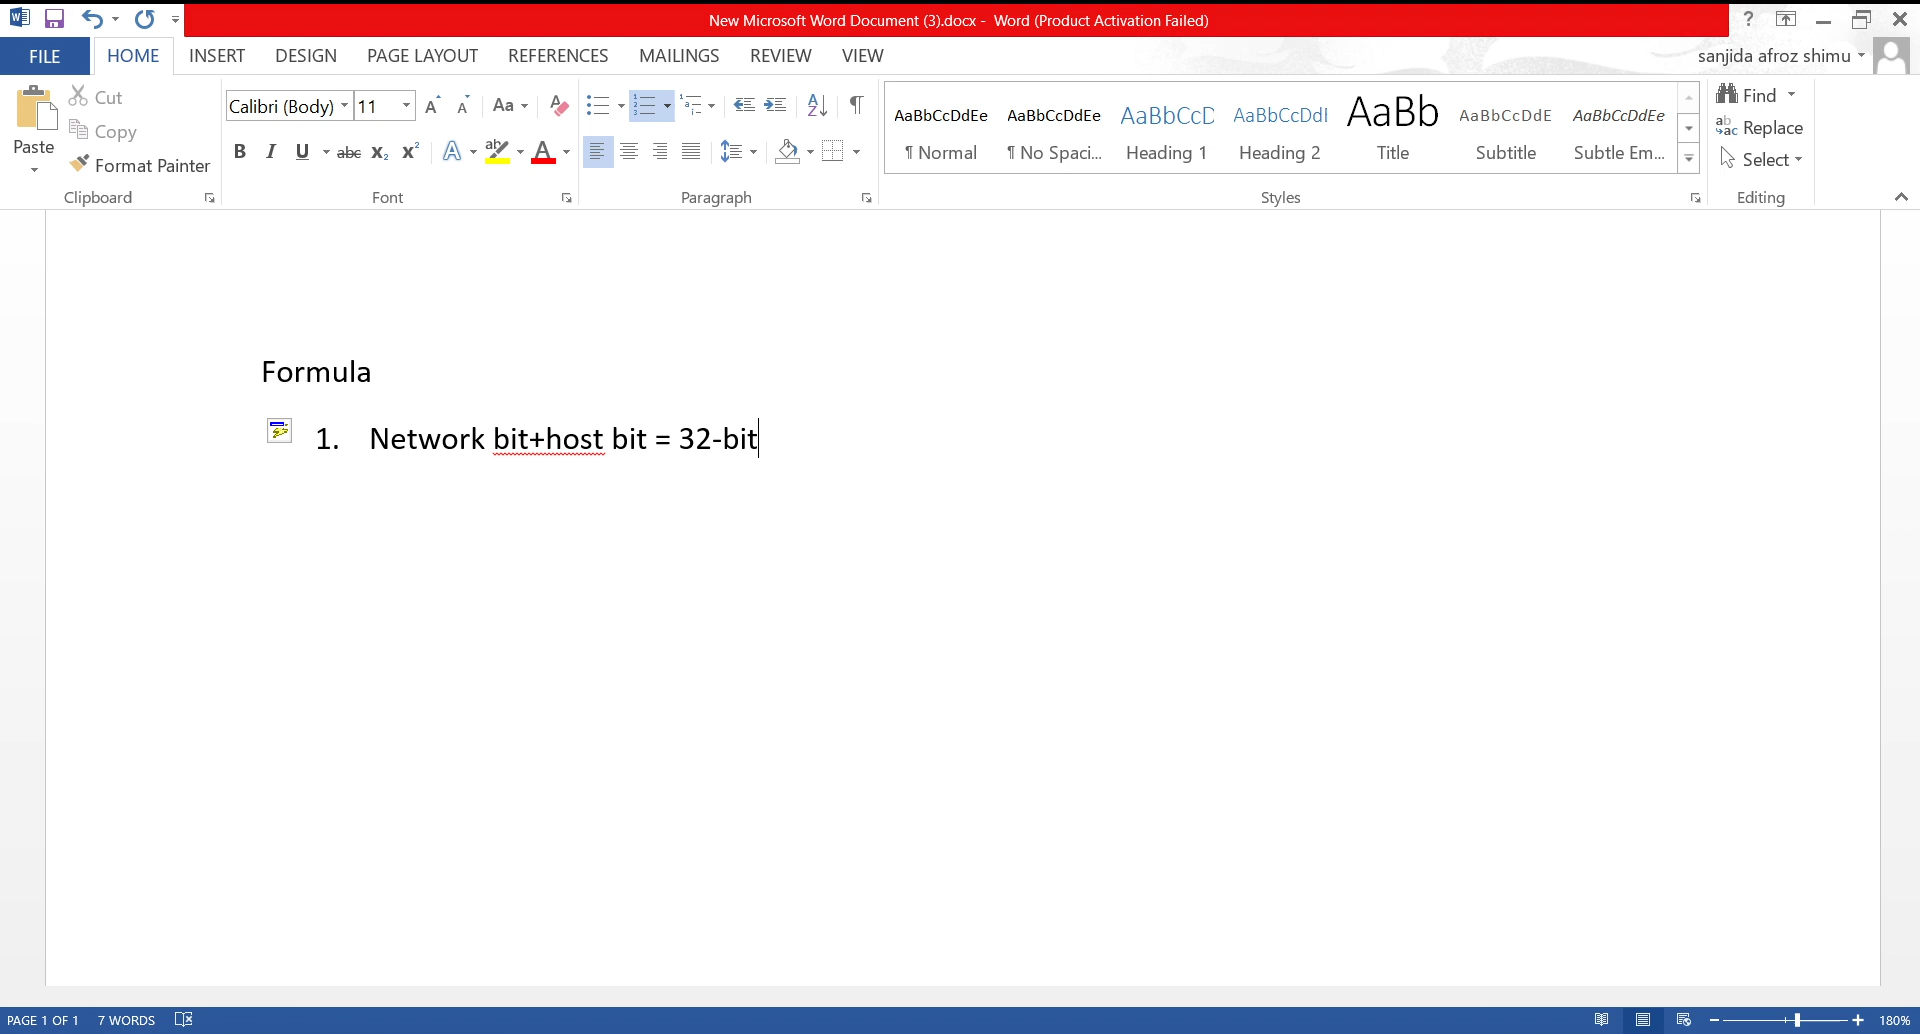 New Microsoft Word Document (3).docx - Word (Product Activation Failed)
?
FILE HOME INSERT DESIGN PAGE LAYOUT REFERENCES MAILINGS REVIEW VIEW
sanjida afroz shimu
Paste
Cut
Copy
Format Painter
Clipboard
Calibri (Body) 11
Aa
B I U abc X₂ X²
Font
Paragraph
AaBbCcDdEe AaBbCcDdEe AaBbCcD AaBbCcDdI AaBb AaBbCcDdE AaBbCcDdEe
¶ Normal ¶ No Spaci... Heading 1 Heading 2 Title Subtitle Subtle Em...
Styles
Find
Replace
Select
Editing
Formula
1. Network bit+host bit = 32-bit
PAGE 1 OF 1 7 WORDS
180%